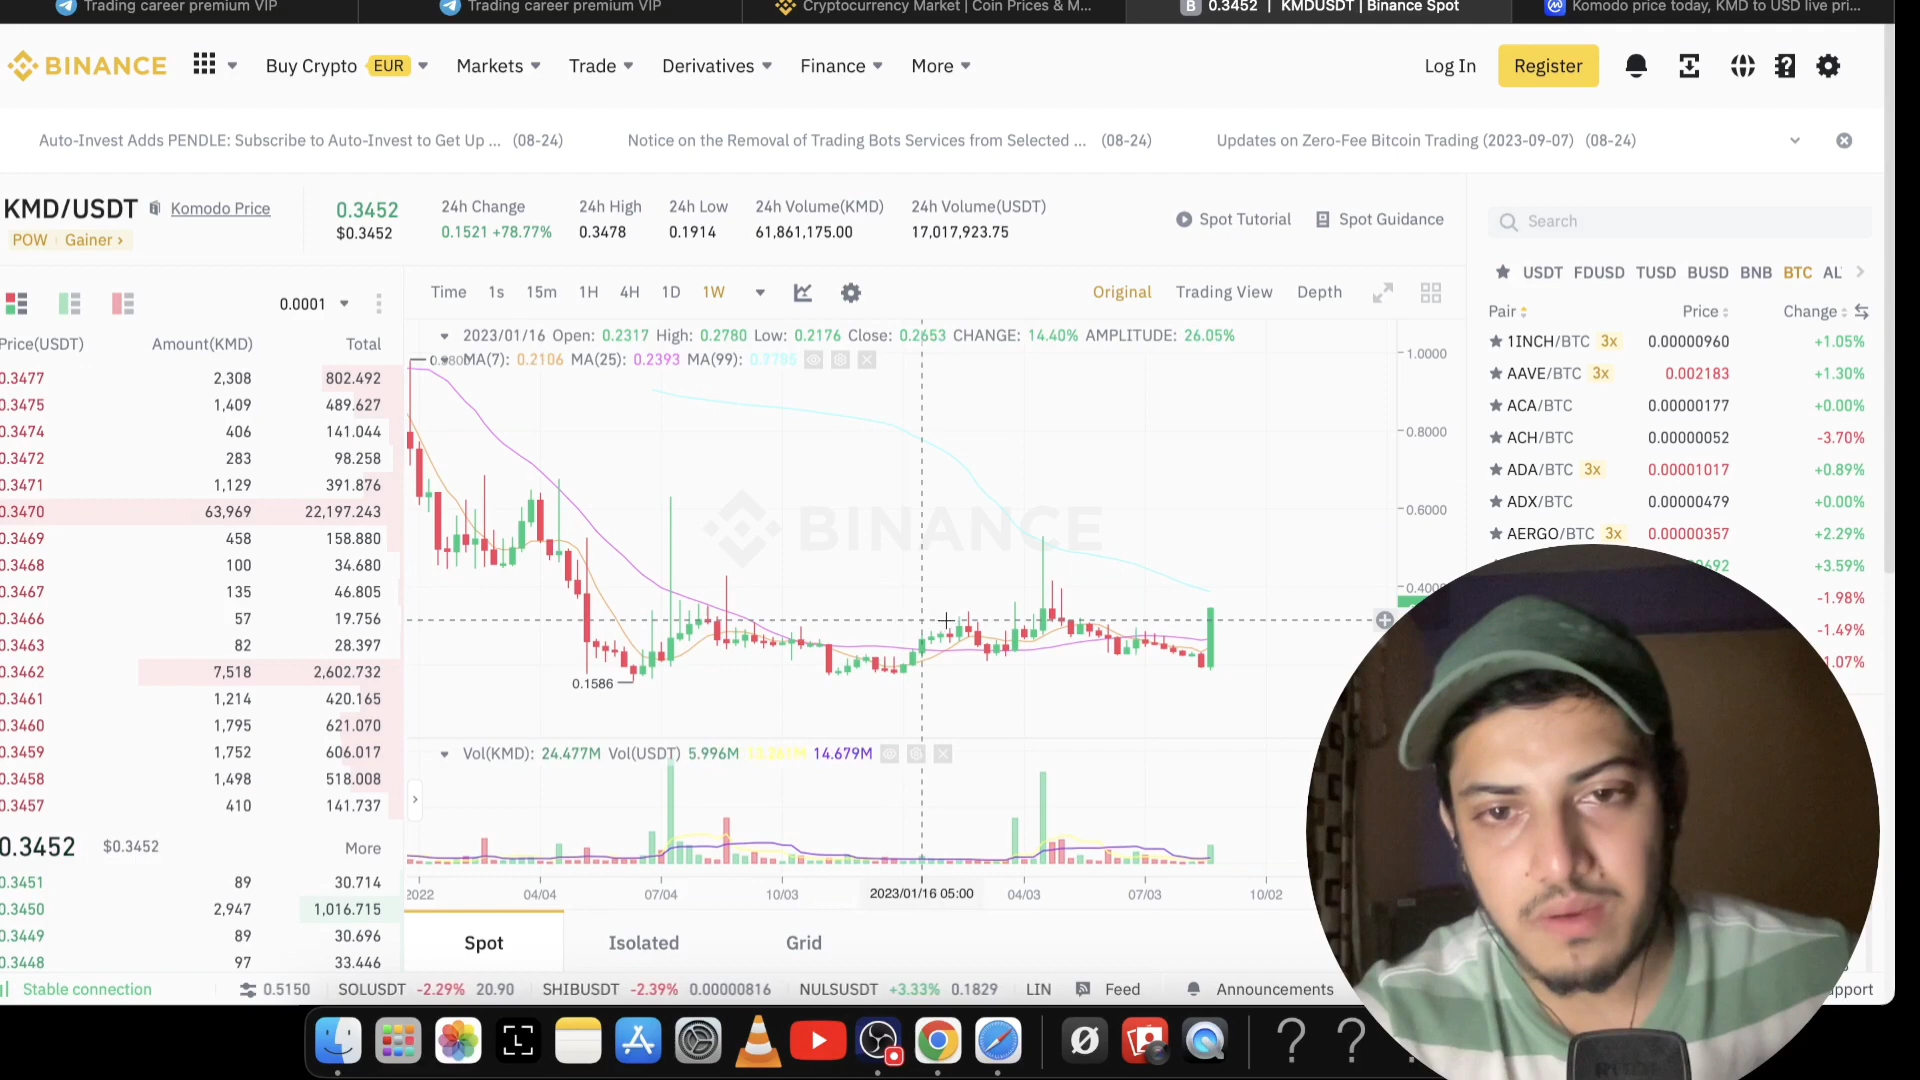 Trading career premium VIP
Trading career premium VIP
Cryptocurrency Market | Coin Prices & M...
0.3452 | KMDUSDT | Binance Spot
Komodo price today, KMD to USD live pri...
BINANCE
Buy Crypto EUR
Markets
Trade
Derivatives
Finance
More
Log In
Register
Auto-Invest Adds PENDLE: Subscribe to Auto-Invest to Get Up ... (08-24)
Notice on the Removal of Trading Bots Services from Selected ... (08-24)
Updates on Zero-Fee Bitcoin Trading (2023-09-07) (08-24)
KMD/USDT
Komodo Price
POW Gainer
0.3452
$0.3452
24h Change
0.1521 +78.77%
24h High
0.3478
24h Low
0.1914
24h Volume(KMD)
61,861,175.00
24h Volume(USDT)
17,017,923.75
Spot Tutorial
Spot Guidance
0.0001
Price(USDT) Amount(KMD) Total
0.3477 2,308 802.492
0.3475 1,409 489.627
0.3474 406 141.044
0.3472 283 98.258
0.3471 1,129 391.876
0.3470 63,969 22,197.243
0.3469 458 158.880
0.3468 100 34.680
0.3467 135 46.805
0.3466 57 19.756
0.3463 82 28.397
0.3462 7,518 2,602.732
0.3461 1,214 420.165
0.3460 1,795 621.070
0.3459 1,752 606.017
0.3458 1,498 518.008
0.3457 410 141.737
0.3452 $0.3452 More
0.3451 89 30.714
0.3450 2,947 1,016.715
0.3449 89 30.696
0.3448 97 33.446
Time 1s 15m 1H 4H 1D 1W
Original Trading View Depth
2023/01/16 Open: 0.2317 High: 0.2780 Low: 0.2176 Close: 0.2653 CHANGE: 14.40% AMPLITUDE: 26.05%
MA(7): 0.2106 MA(25): 0.2393 MA(99): 0.7795
1.0000
0.8000
0.6000
0.4000
BINANCE
0.1586
Vol(KMD): 24.477M Vol(USDT) 5.996M 14.679M
2022 04/04 07/04 10/03 2023/01/16 05:00 04/03 07/03 10/02
Spot Isolated Grid
Search
USDT FDUSD TUSD BUSD BNB BTC AL
Pair Price Change
1INCH/BTC 3x 0.00000960 +1.05%
AAVE/BTC 3x 0.002183 +1.30%
ACA/BTC 0.00000177 +0.00%
ACH/BTC 0.00000052 -3.70%
ADA/BTC 3x 0.00001017 +0.89%
ADX/BTC 0.00000479 +0.00%
AERGO/BTC 3x 0.00000357 +2.29%
+3.59%
-1.98%
-1.49%
1.07%
Stable connection
0.5150 SOLUSDT -2.29% 20.90 SHIBUSDT -2.39% 0.00000816 NULSUSDT +3.33% 0.1829 LIN Feed Announcements
pport